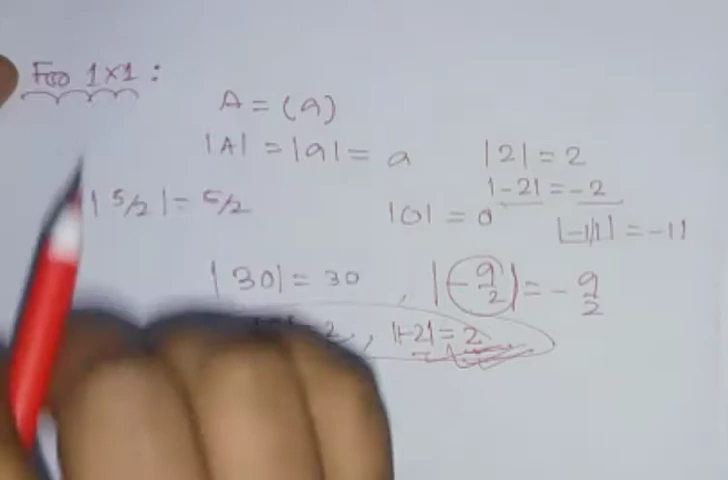 For 1×1 :
A = (a)
|A| = |a| = a
|2| = 2
|-2| = -2
|5/2| = 5/2
|0| = 0
|-11| = -11
|30| = 30 , |-9/2| = -9/2
= 2 , |-2| = 2